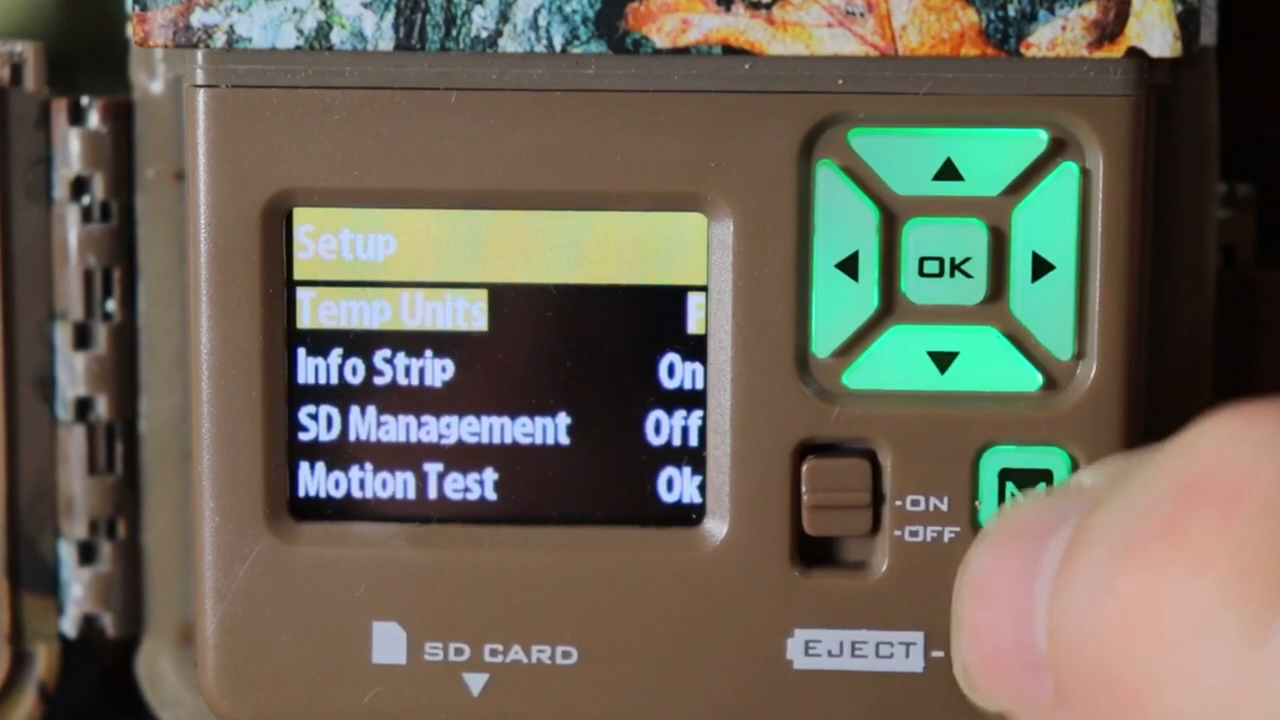 Setup
Temp Units F
Info Strip On
SD Management Off
Motion Test Ok
OK
-ON
-OFF
SD CARD
EJECT -